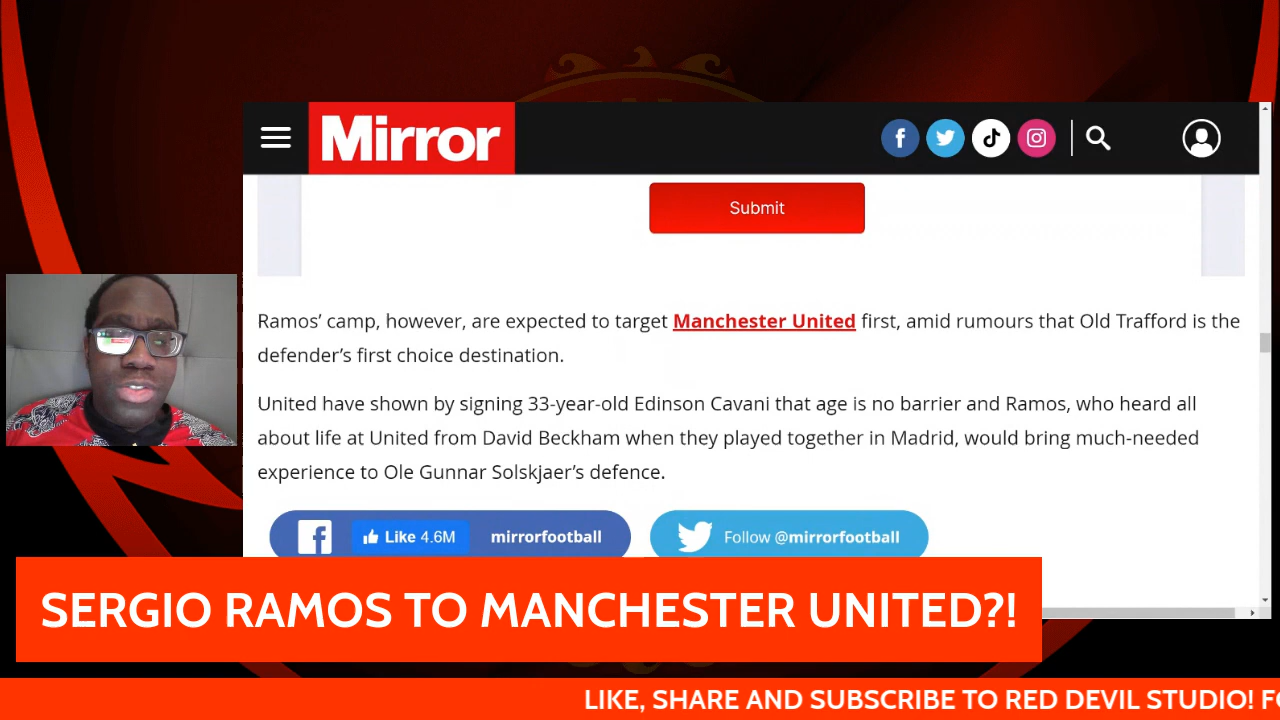 Mirror
Submit
Ramos’ camp, however, are expected to target Manchester United first, amid rumours that Old Trafford is the
defender’s first choice destination.
United have shown by signing 33-year-old Edinson Cavani that age is no barrier and Ramos, who heard all
about life at United from David Beckham when they played together in Madrid, would bring much-needed
experience to Ole Gunnar Solskjaer’s defence.
Like 4.6M mirrorfootball
Follow @mirrorfootball
SERGIO RAMOS TO MANCHESTER UNITED?!
LIKE, SHARE AND SUBSCRIBE TO RED DEVIL STUDIO!